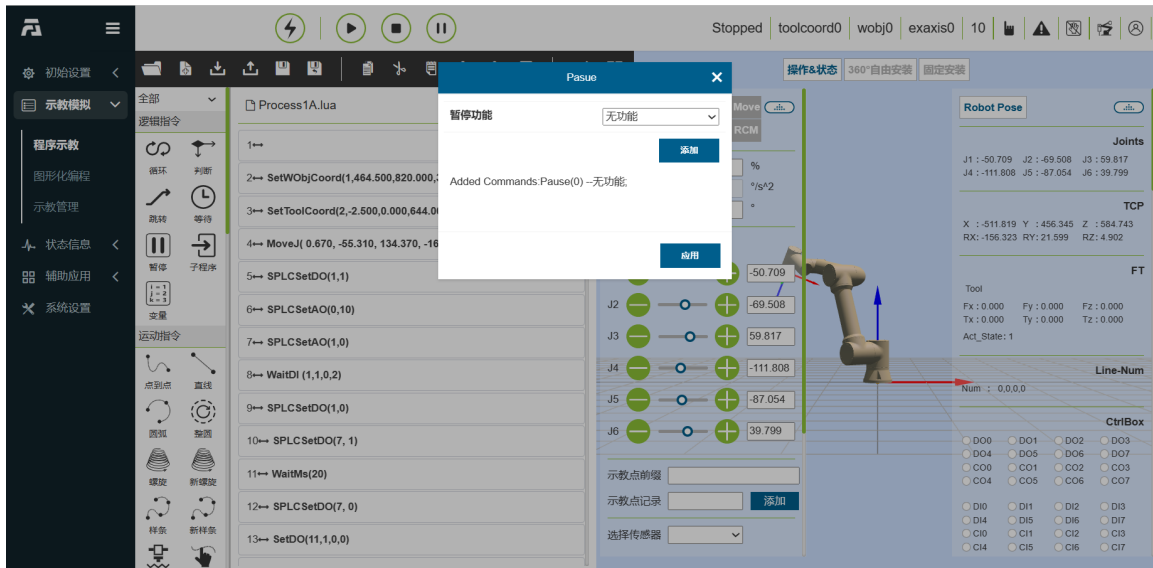 Stopped toolcoord0 wobj0 exaxis0 10
初始设置
示教模拟
程序示教
图形化编程
示教管理
状态信息
辅助应用
系统设置
全部
逻辑指令
循环 判断
跳转 等待
暂停 子程序
变量
运动指令
点到点 直线
圆弧 整圆
螺旋 新螺旋
样条 新样条
Process1A.lua
1
2 SetWObjCoord(1,464.500,820.000,
3 SetToolCoord(2,-2.500,0.000,644.0
4 MoveJ( 0.670, -55.310, 134.370, -16
5 SPLCSetDO(1,1)
6 SPLCSetAO(0,10)
7 SPLCSetAO(1,0)
8 WaitDI (1,1,0,2)
9 SPLCSetDO(1,0)
10 SPLCSetDO(7, 1)
11 WaitMs(20)
12 SPLCSetDO(7, 0)
13 SetDO(11,1,0,0)
Pasue
暂停功能 无功能
添加
Added Commands:Pause(0) --无功能;
应用
操作&状态 360°自由安装 固定安装
Move
RCM
%
°/s^2
°
-50.709
J2 -69.508
J3 59.817
J4 -111.808
J5 -87.054
J6 39.799
示教点前缀
示教点记录 添加
选择传感器
Robot Pose
Joints
J1 : -50.709 J2 : -69.508 J3 : 59.817
J4 : -111.808 J5 : -87.054 J6 : 39.799
TCP
X : -511.819 Y : 456.345 Z : 584.743
RX: -156.323 RY: 21.599 RZ: 4.902
FT
Tool
Fx : 0.000 Fy : 0.000 Fz : 0.000
Tx : 0.000 Ty : 0.000 Tz : 0.000
Act_State: 1
Line-Num
Num : 0,0,0,0
CtrlBox
DO0 DO1 DO2 DO3
DO4 DO5 DO6 DO7
CO0 CO1 CO2 CO3
CO4 CO5 CO6 CO7
DI0 DI1 DI2 DI3
DI4 DI5 DI6 DI7
CI0 CI1 CI2 CI3
CI4 CI5 CI6 CI7